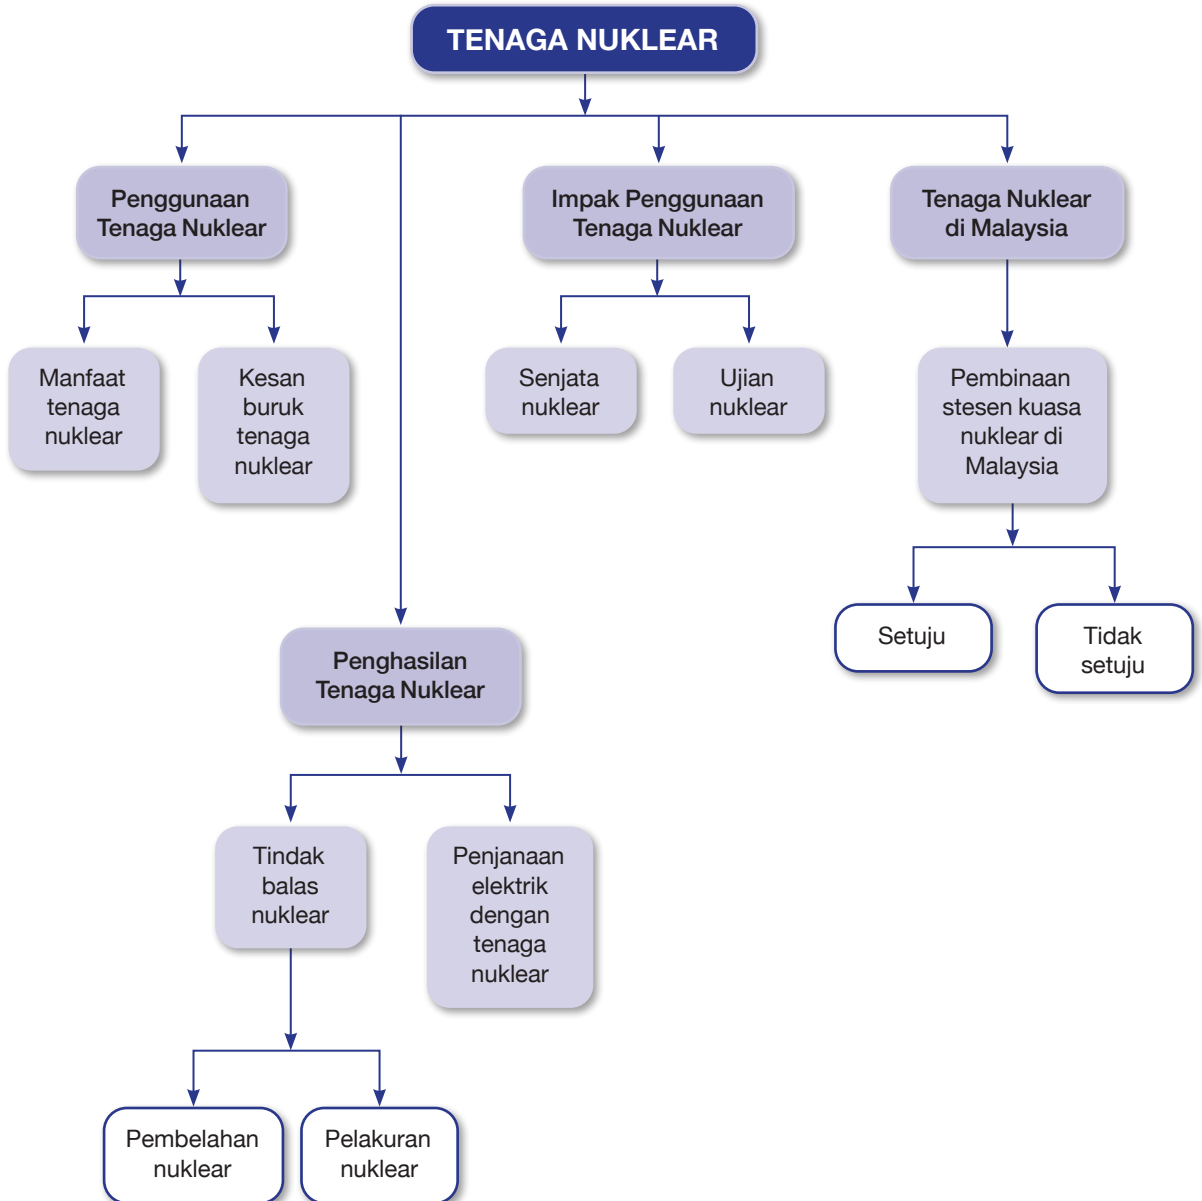 TENAGA NUKLEAR
Penggunaan
Tenaga Nuklear
Impak Penggunaan
Tenaga Nuklear
Tenaga Nuklear
di Malaysia
Manfaat
tenaga
nuklear
Kesan
buruk
tenaga
nuklear
Senjata
nuklear
Ujian
nuklear
Pembinaan
stesen kuasa
nuklear di
Malaysia
Setuju
Tidak
setuju
Penghasilan
Tenaga Nuklear
Tindak
balas
nuklear
Penjanaan
elektrik
dengan
tenaga
nuklear
Pembelahan
nuklear
Pelakuran
nuklear